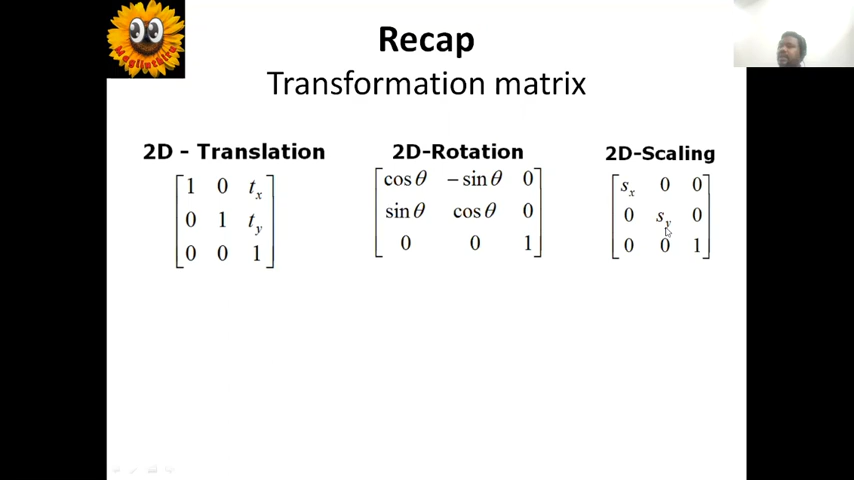 Recap
Transformation matrix
2D - Translation
1 0 tx
0 1 ty
0 0 1
2D-Rotation
cos θ − sin θ 0
sin θ cos θ 0
0 0 1
2D-Scaling
sx 0 0
0 sy 0
0 0 1